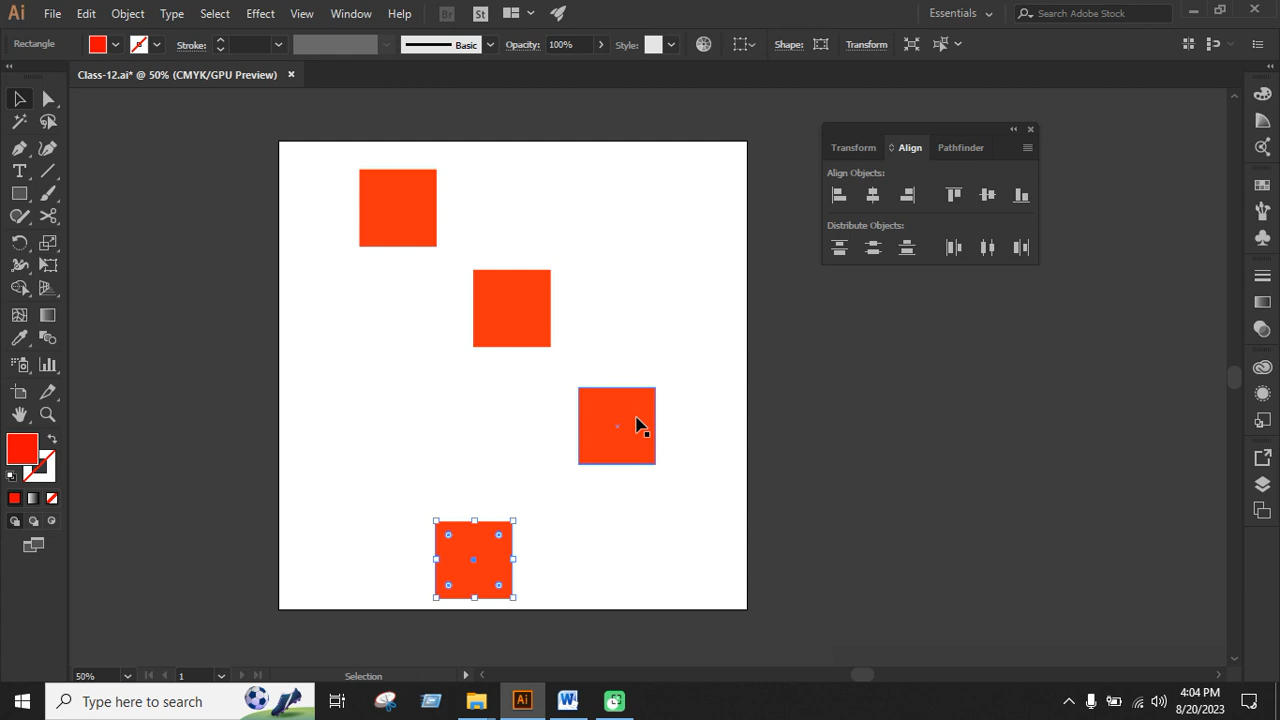 Ai File Edit Object Type Select Effect View Window Help Br St Essentials Search Adobe Stock
Rectangle Stroke: Basic Opacity: 100% Style: Shape: Transform
Class-12.ai* @ 50% (CMYK/GPU Preview) ×
Transform Align Pathfinder
Align Objects:
Distribute Objects:
50% 1 Selection
Type here to search Ai W 4:04 PM
8/20/2023